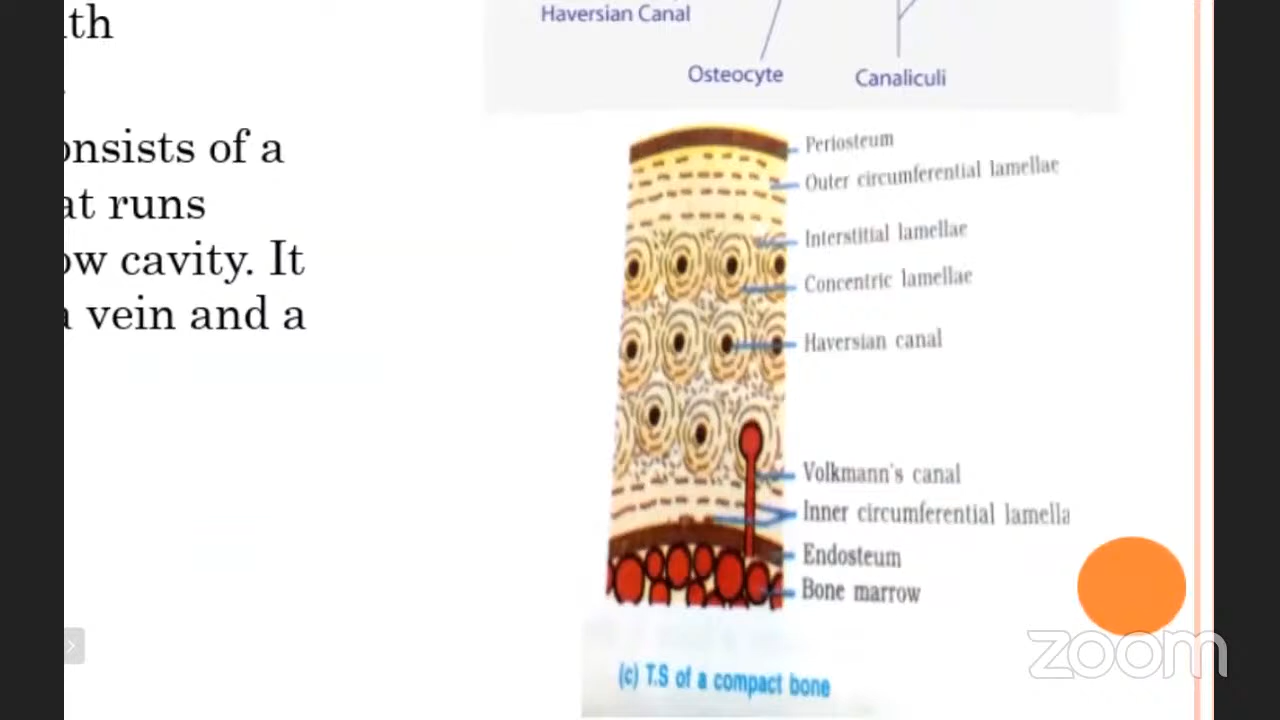 ith
onsists of a
at runs
ow cavity. It
vein and a
Haversian Canal
Osteocyte
Canaliculi
Periosteum
Outer circumferential lamellae
Interstitial lamellae
Concentric lamellae
Haversian canal
Volkmann's canal
Inner circumferential lamella
Endosteum
Bone marrow
(c) T.S of a compact bone
zoom